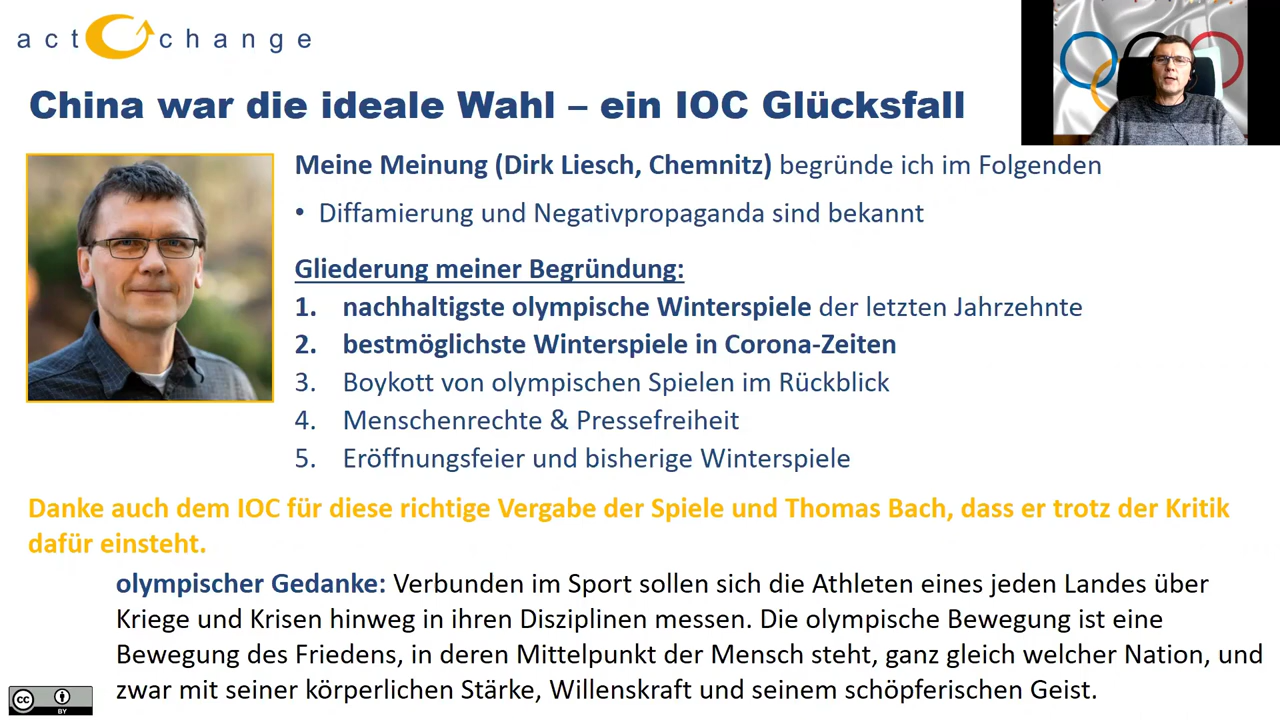 act change
China war die ideale Wahl – ein IOC Glücksfall
Meine Meinung (Dirk Liesch, Chemnitz) begründe ich im Folgenden
• Diffamierung und Negativpropaganda sind bekannt
Gliederung meiner Begründung:
1. nachhaltigste olympische Winterspiele der letzten Jahrzehnte
2. bestmöglichste Winterspiele in Corona-Zeiten
3. Boykott von olympischen Spielen im Rückblick
4. Menschenrechte & Pressefreiheit
5. Eröffnungsfeier und bisherige Winterspiele
Danke auch dem IOC für diese richtige Vergabe der Spiele und Thomas Bach, dass er trotz der Kritik
dafür einsteht.
olympischer Gedanke: Verbunden im Sport sollen sich die Athleten eines jeden Landes über
Kriege und Krisen hinweg in ihren Disziplinen messen. Die olympische Bewegung ist eine
Bewegung des Friedens, in deren Mittelpunkt der Mensch steht, ganz gleich welcher Nation, und
zwar mit seiner körperlichen Stärke, Willenskraft und seinem schöpferischen Geist.
cc
BY